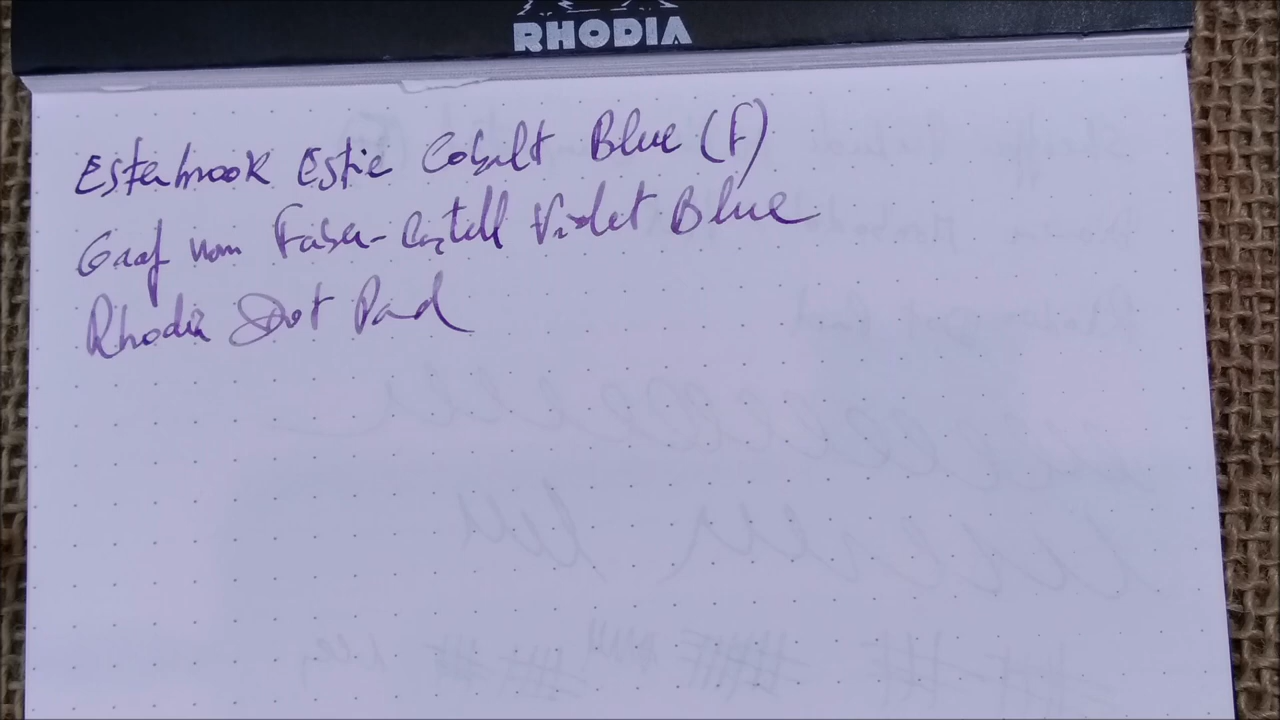 RHODIA
Esterbrook Estie Cobalt Blue (F)
Graf von Faber-Castell Violet Blue
Rhodia Dot Pad